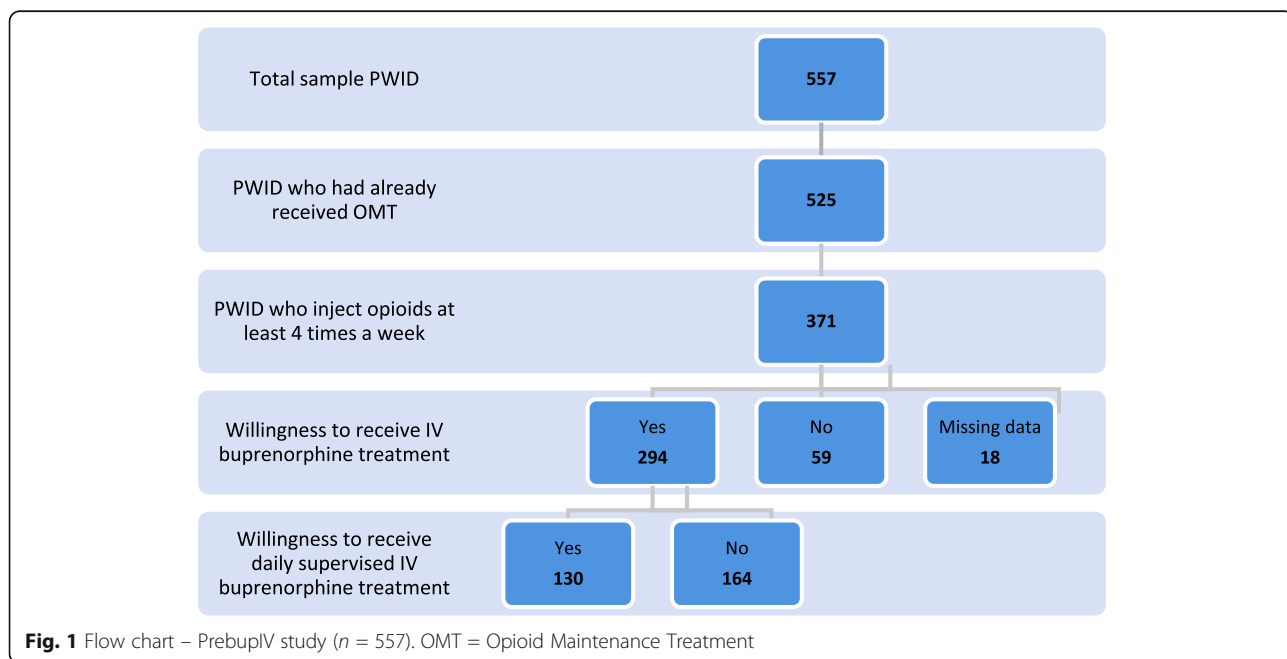 Total sample PWID
557
PWID who had already
received OMT
525
PWID who inject opioids at
least 4 times a week
371
Willingness to receive IV
buprenorphine treatment
Yes
294
No
59
Missing data
18
Willingness to receive
daily supervised IV
buprenorphine treatment
Yes
130
No
164
Fig. 1 Flow chart – PrebupIV study (n = 557). OMT = Opioid Maintenance Treatment